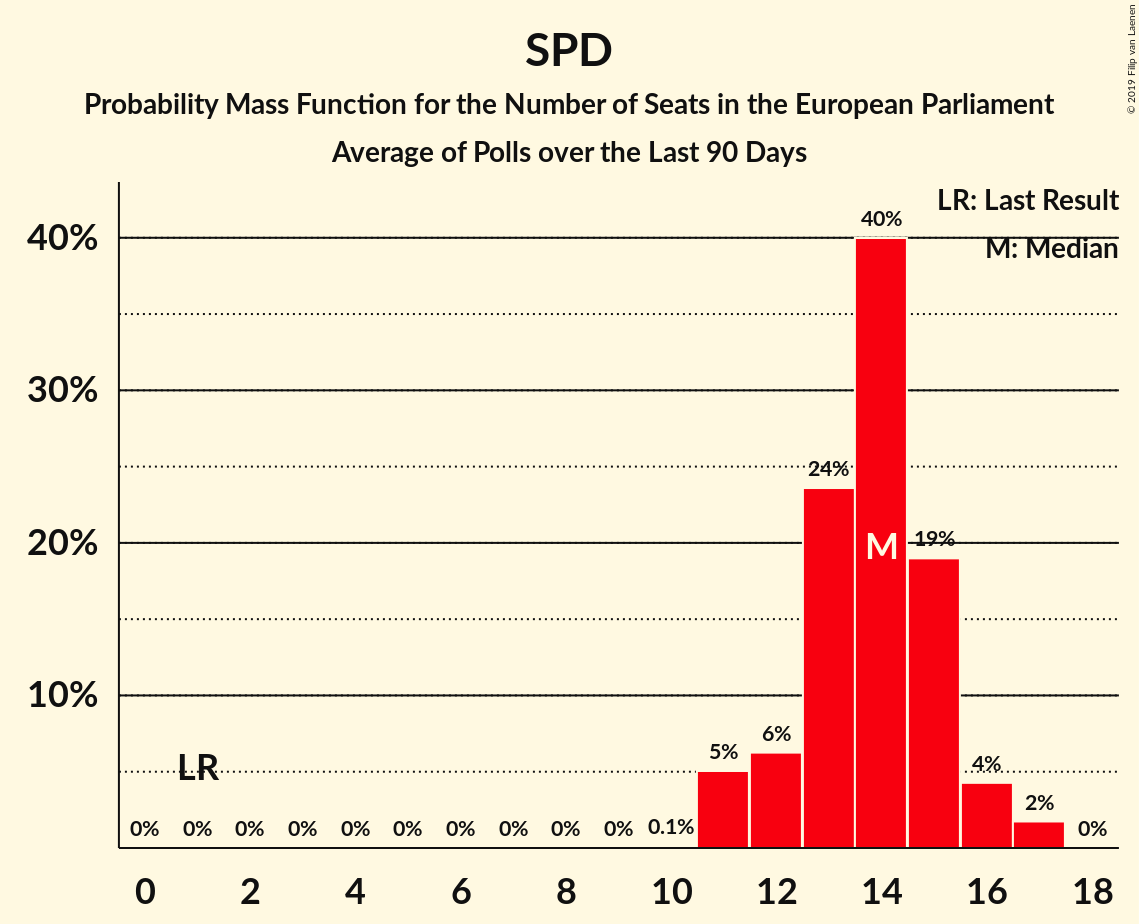 SPD
Probability Mass Function for the Number of Seats in the European Parliament
Average of Polls over the Last 90 Days
© 2019 Filip van Laenen
LR: Last Result
M: Median
40%
30%
20%
10%
40%
24%
M
19%
6%
5%
4%
2%
LR
0% 0% 0% 0% 0% 0% 0% 0% 0% 0% 0.1% 0%
0 2 4 6 8 10 12 14 16 18